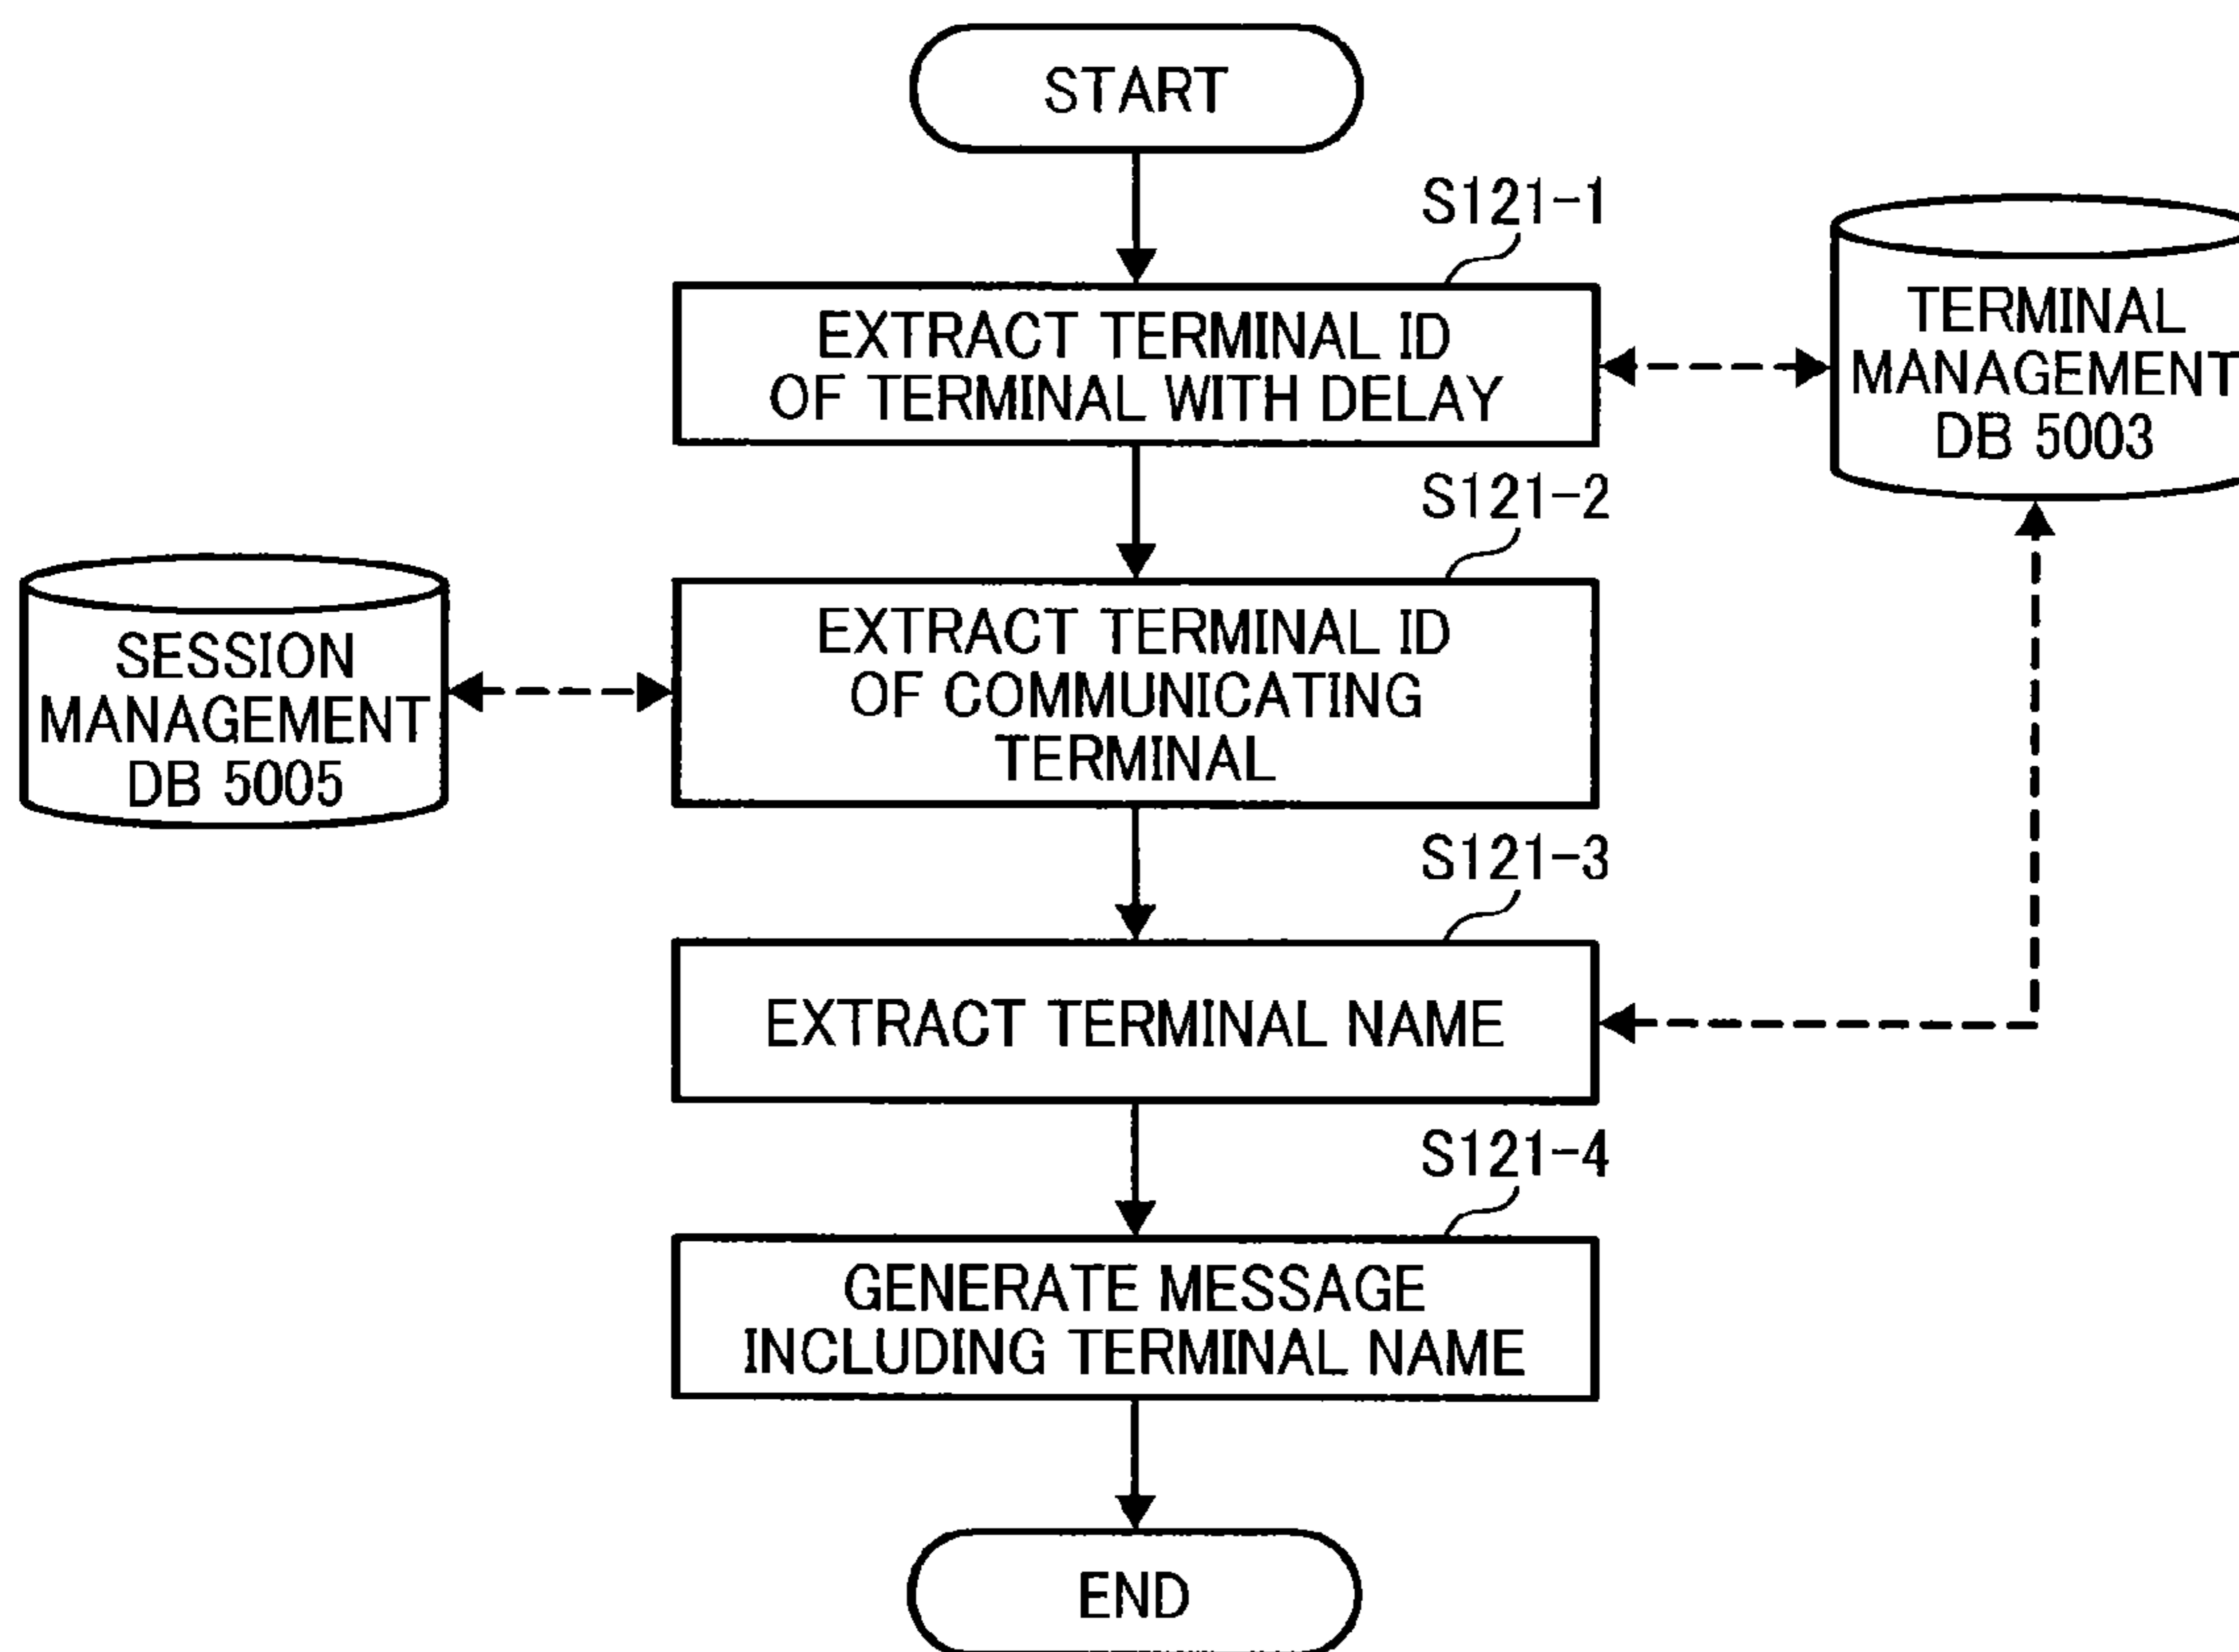 START
S121-1
EXTRACT TERMINAL ID
OF TERMINAL WITH DELAY
TERMINAL
MANAGEMENT
DB 5003
S121-2
EXTRACT TERMINAL ID
OF COMMUNICATING
TERMINAL
SESSION
MANAGEMENT
DB 5005
S121-3
EXTRACT TERMINAL NAME
S121-4
GENERATE MESSAGE
INCLUDING TERMINAL NAME
END